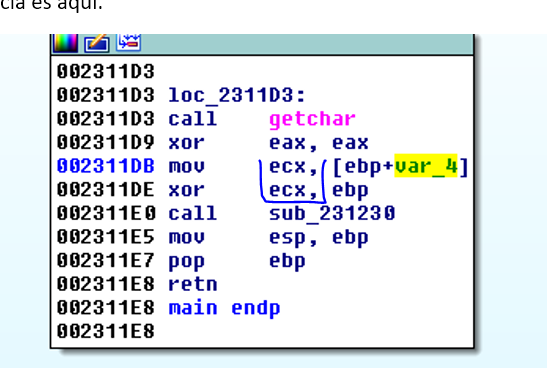 cia es aquí.
002311D3
002311D3 loc_2311D3:
002311D3 call getchar
002311D9 xor eax, eax
002311DB mov ecx, [ebp+var_4]
002311DE xor ecx, ebp
002311E0 call sub_231230
002311E5 mov esp, ebp
002311E7 pop ebp
002311E8 retn
002311E8 main endp
002311E8